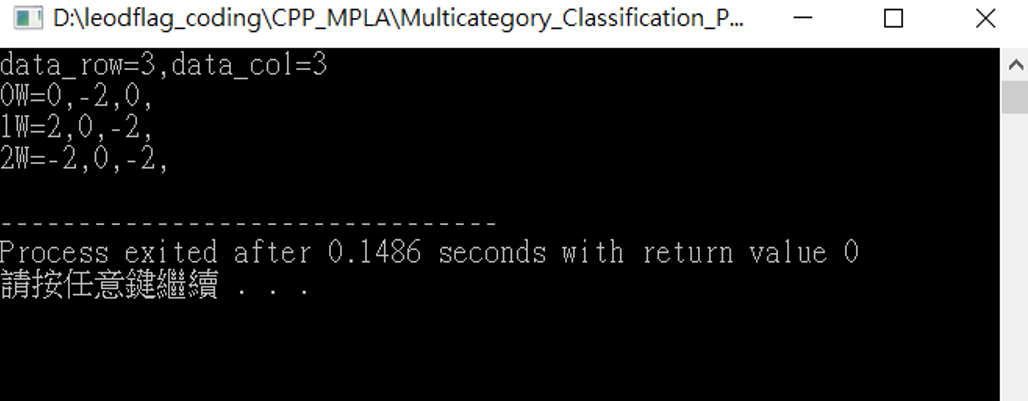 D:\leodflag_coding\CPP_MPLA\Multicategory_Classification_P...
data_row=3,data_col=3
0W=0,-2,0,
1W=2,0,-2,
2W=-2,0,-2,
--------------------------------
Process exited after 0.1486 seconds with return value 0
請按任意鍵繼續 . . .